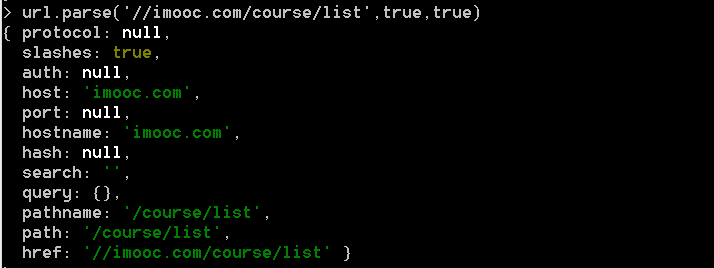 > url.parse('//imooc.com/course/list',true,true)
{ protocol: null,
slashes: true,
auth: null,
host: 'imooc.com',
port: null,
hostname: 'imooc.com',
hash: null,
search: '',
query: {},
pathname: '/course/list',
path: '/course/list',
href: '//imooc.com/course/list' }